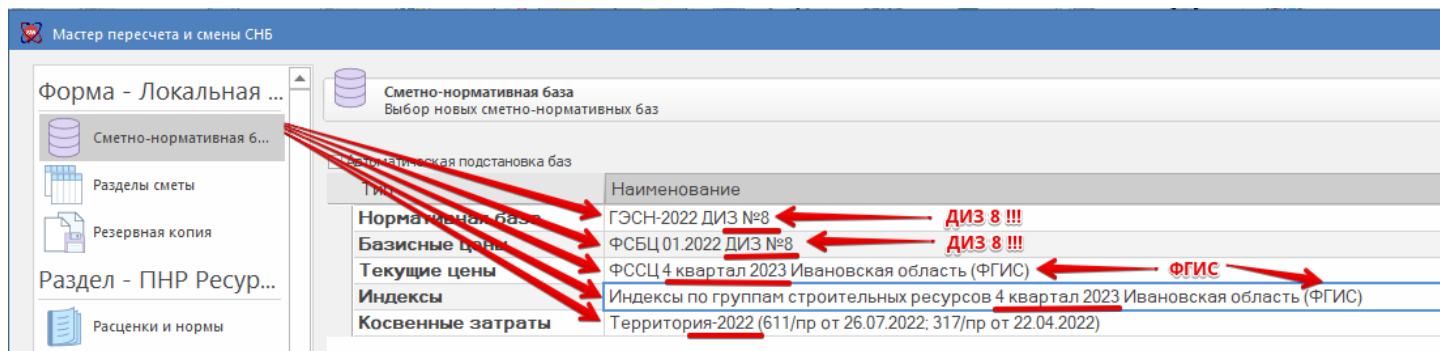 Мастер пересчета и смены СНБ
Форма - Локальная ...
Сметно-нормативная б...
Разделы сметы
Резервная копия
Раздел - ПНР Ресур...
Расценки и нормы
Сметно-нормативная база
Выбор новых сметно-нормативных баз
Автоматическая подстановка баз
Тип Наименование
Нормативная база ГЭСН-2022 ДИЗ №8 ДИЗ 8 !!!
Базисные цены ФСБЦ 01.2022 ДИЗ №8 ДИЗ 8 !!!
Текущие цены ФССЦ 4 квартал 2023 Ивановская область (ФГИС) ФГИС
Индексы Индексы по группам строительных ресурсов 4 квартал 2023 Ивановская область (ФГИС)
Косвенные затраты Территория-2022 (611/пр от 26.07.2022; 317/пр от 22.04.2022)